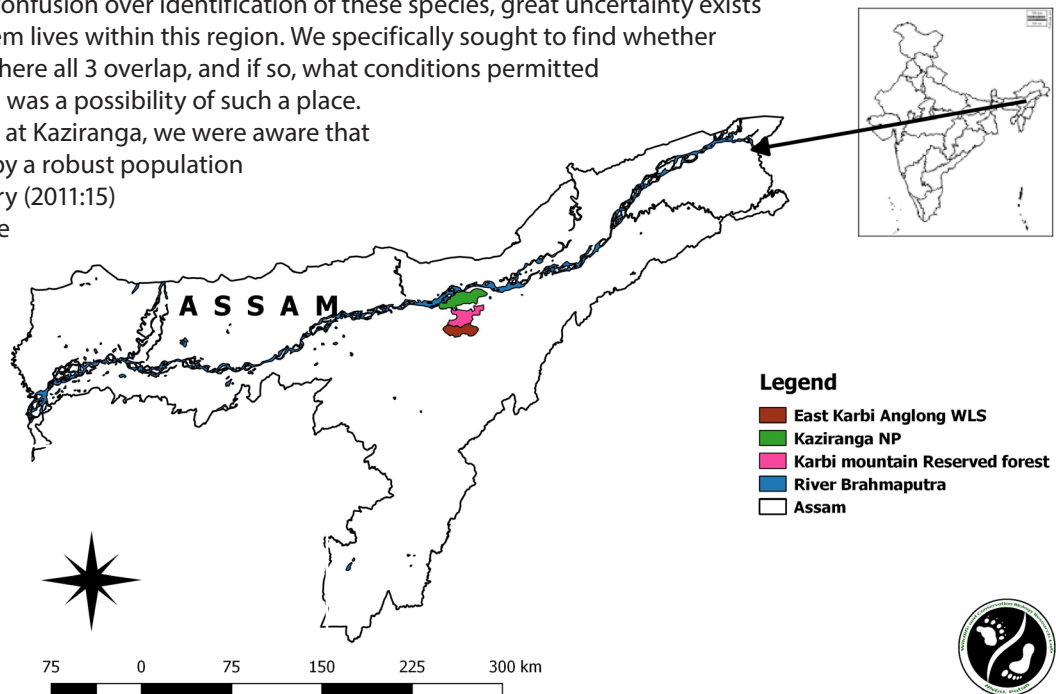 onfusion over identification of these species, great uncertainty exists
em lives within this region. We specifically sought to find whether
here all 3 overlap, and if so, what conditions permitted
was a possibility of such a place.
at Kaziranga, we were aware that
by a robust population
ry (2011:15)
e
A S S A M
Legend
East Karbi Anglong WLS
Kaziranga NP
Karbi mountain Reserved forest
River Brahmaputra
Assam
75 0 75 150 225 300 km